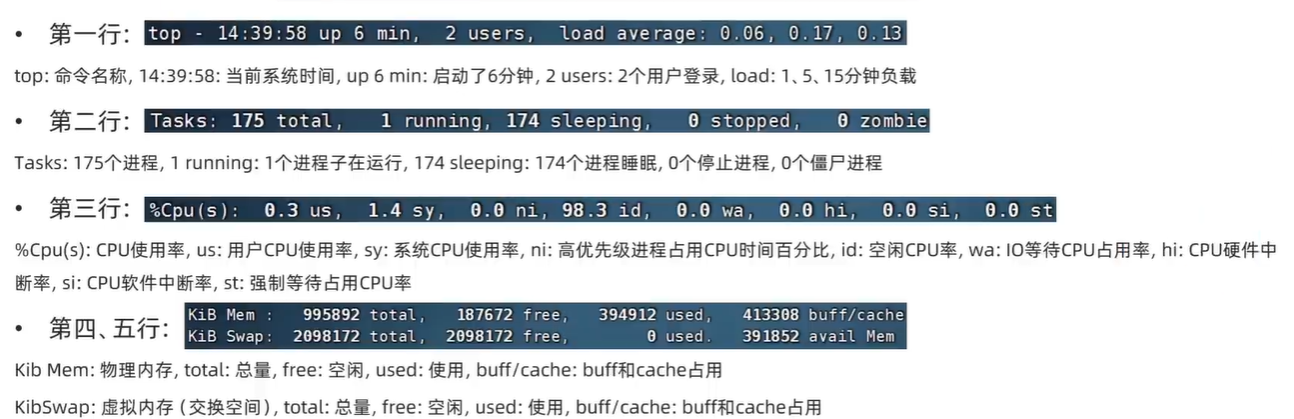 • 第一行: top - 14:39:58 up 6 min,  2 users,  load average: 0.06, 0.17, 0.13
top: 命令名称, 14:39:58: 当前系统时间, up 6 min: 启动了6分钟, 2 users: 2个用户登录, load: 1、5、15分钟负载
• 第二行: Tasks: 175 total,   1 running, 174 sleeping,   0 stopped,   0 zombie
Tasks: 175个进程, 1 running: 1个进程子在运行, 174 sleeping: 174个进程睡眠, 0个停止进程, 0个僵尸进程
• 第三行: %Cpu(s):  0.3 us,  1.4 sy,  0.0 ni, 98.3 id,  0.0 wa,  0.0 hi,  0.0 si,  0.0 st
%Cpu(s): CPU使用率, us: 用户CPU使用率, sy: 系统CPU使用率, ni: 高优先级进程占用CPU时间百分比, id: 空闲CPU率, wa: IO等待CPU占用率, hi: CPU硬件中
断率, si: CPU软件中断率, st: 强制等待占用CPU率
• 第四、五行: KiB Mem :   995892 total,   187672 free,   394912 used,   413308 buff/cache
KiB Swap:  2098172 total,  2098172 free,        0 used.   391852 avail Mem
Kib Mem: 物理内存, total: 总量, free: 空闲, used: 使用, buff/cache: buff和cache占用
KibSwap: 虚拟内存 (交换空间), total: 总量, free: 空闲, used: 使用, buff/cache: buff和cache占用